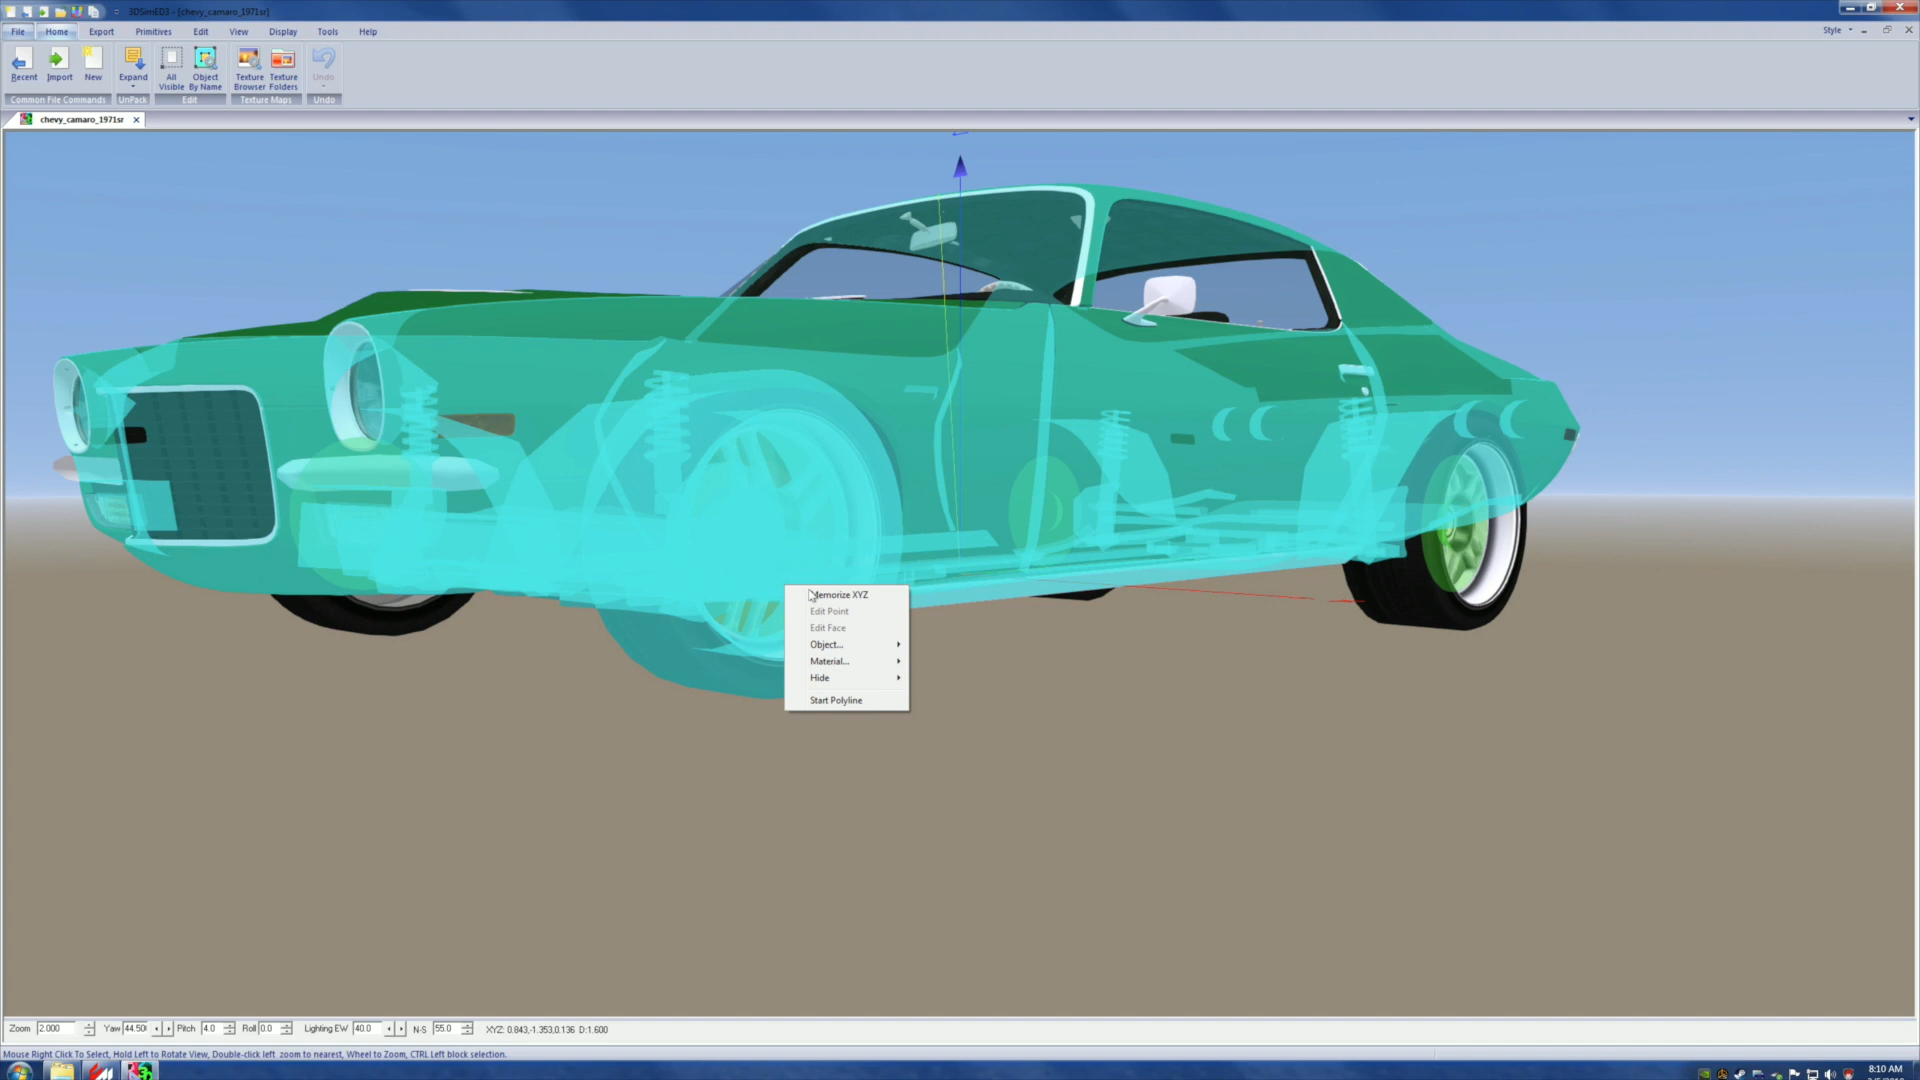 3DSimED3 - [chevy_camaro_1971sr]
File Home Export Primitives Edit View Display Tools Help
Style
Recent Import New Expand All Visible Object By Name Texture Browser Texture Folders Undo
Common File Commands UnPack Edit Texture Maps Undo
chevy_camaro_1971sr
Memorize XYZ
Edit Point
Edit Face
Object...
Material...
Hide
Start Polyline
Zoom 2.000 Yaw 44.50 Pitch 4.0 Roll 0.0 Lighting EW 40.0 N-S 55.0 XYZ: 0.843,-1.353,0.136 D:1.600
Mouse Right Click To Select, Hold Left to Rotate View, Double-click left zoom to nearest, Wheel to Zoom, CTRL Left block selection.
8:10 AM